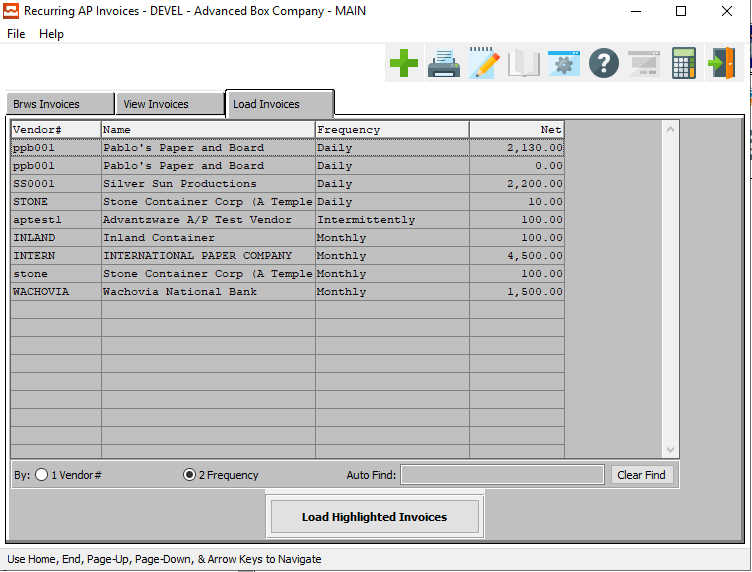 Recurring AP Invoices - DEVEL - Advanced Box Company - MAIN
File Help
Brws Invoices View Invoices Load Invoices
Vendor# Name Frequency Net
ppb001 Pablo's Paper and Board Daily 2,130.00
ppb001 Pablo's Paper and Board Daily 0.00
SS0001 Silver Sun Productions Daily 2,200.00
STONE Stone Container Corp (A Temple Daily 10.00
aptest1 Advantzware A/P Test Vendor Intermittently 100.00
INLAND Inland Container Monthly 100.00
INTERN INTERNATIONAL PAPER COMPANY Monthly 4,500.00
stone Stone Container Corp (A Temple Monthly 100.00
WACHOVIA Wachovia National Bank Monthly 1,500.00
By: 1 Vendor# 2 Frequency Auto Find: Clear Find
Load Highlighted Invoices
Use Home, End, Page-Up, Page-Down, & Arrow Keys to Navigate